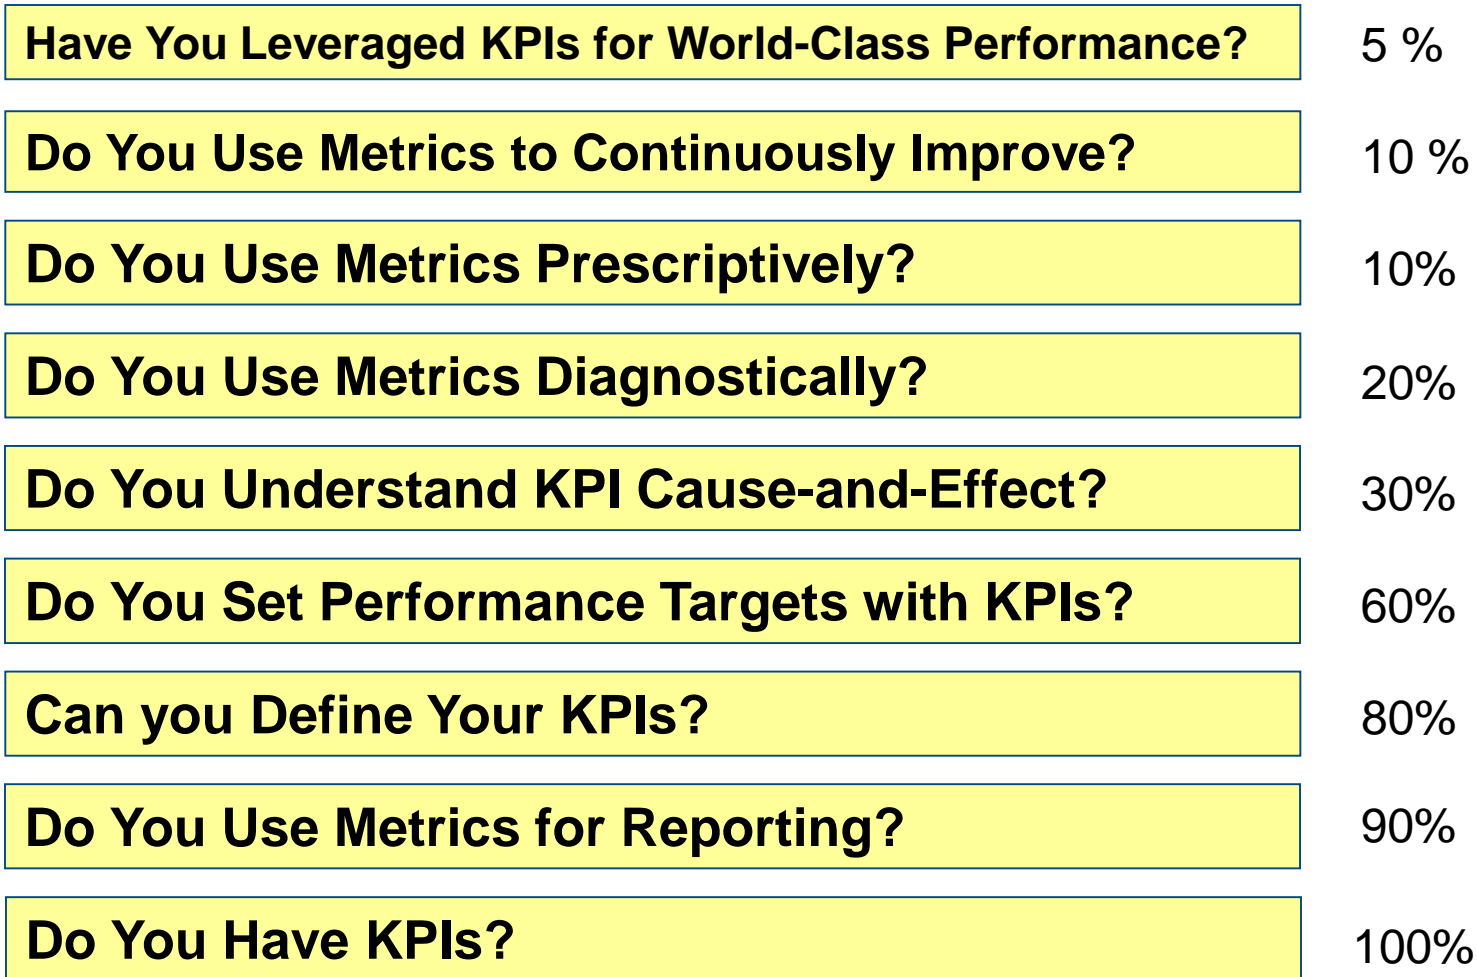 Have You Leveraged KPIs for World-Class Performance? 5 %
Do You Use Metrics to Continuously Improve? 10 %
Do You Use Metrics Prescriptively? 10%
Do You Use Metrics Diagnostically? 20%
Do You Understand KPI Cause-and-Effect? 30%
Do You Set Performance Targets with KPIs? 60%
Can you Define Your KPIs? 80%
Do You Use Metrics for Reporting? 90%
Do You Have KPIs? 100%